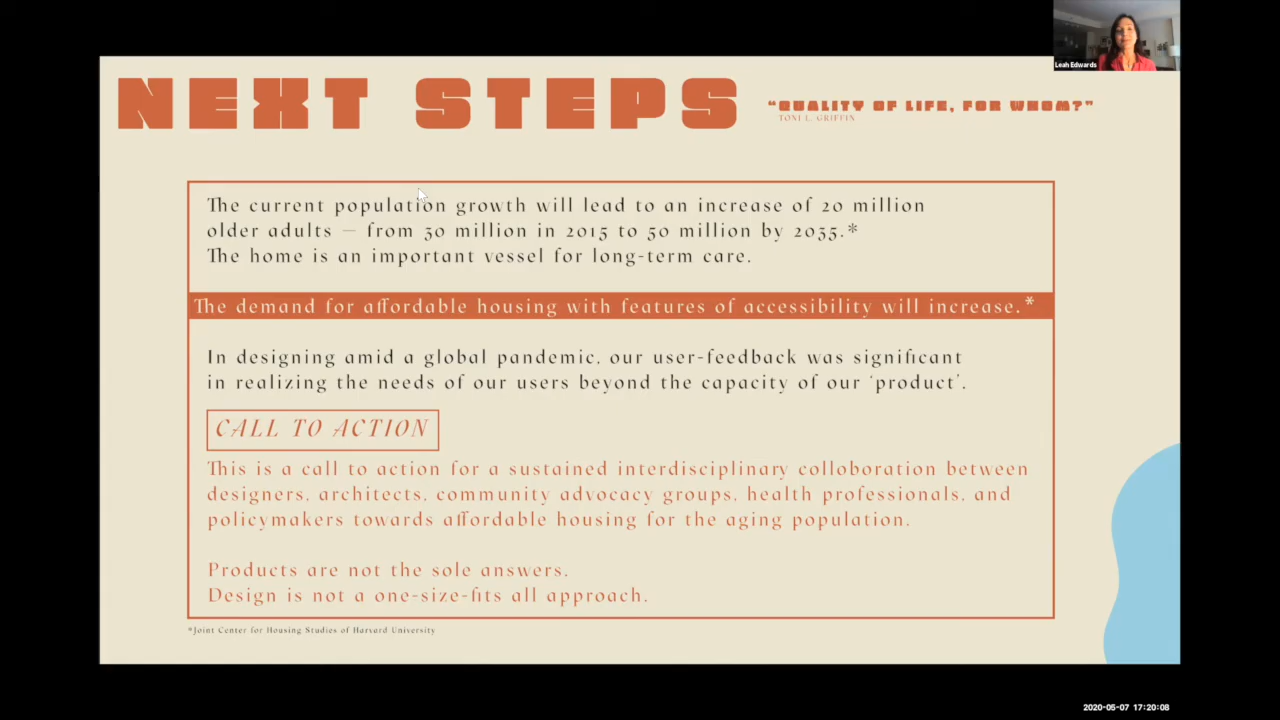 NEXT STEPS
“QUALITY OF LIFE, FOR WHOM?”
TONI L. GRIFFIN
Leah Edwards
The current population growth will lead to an increase of 20 million
older adults — from 30 million in 2015 to 50 million by 2035.*
The home is an important vessel for long-term care.
The demand for affordable housing with features of accessibility will increase.*
In designing amid a global pandemic, our user-feedback was significant
in realizing the needs of our users beyond the capacity of our ‘product’.
CALL TO ACTION
This is a call to action for a sustained interdisciplinary colloboration between
designers, architects, community advocacy groups, health professionals, and
policymakers towards affordable housing for the aging population.
Products are not the sole answers.
Design is not a one-size-fits all approach.
*Joint Center for Housing Studies of Harvard University
2020-05-07 17:20:08